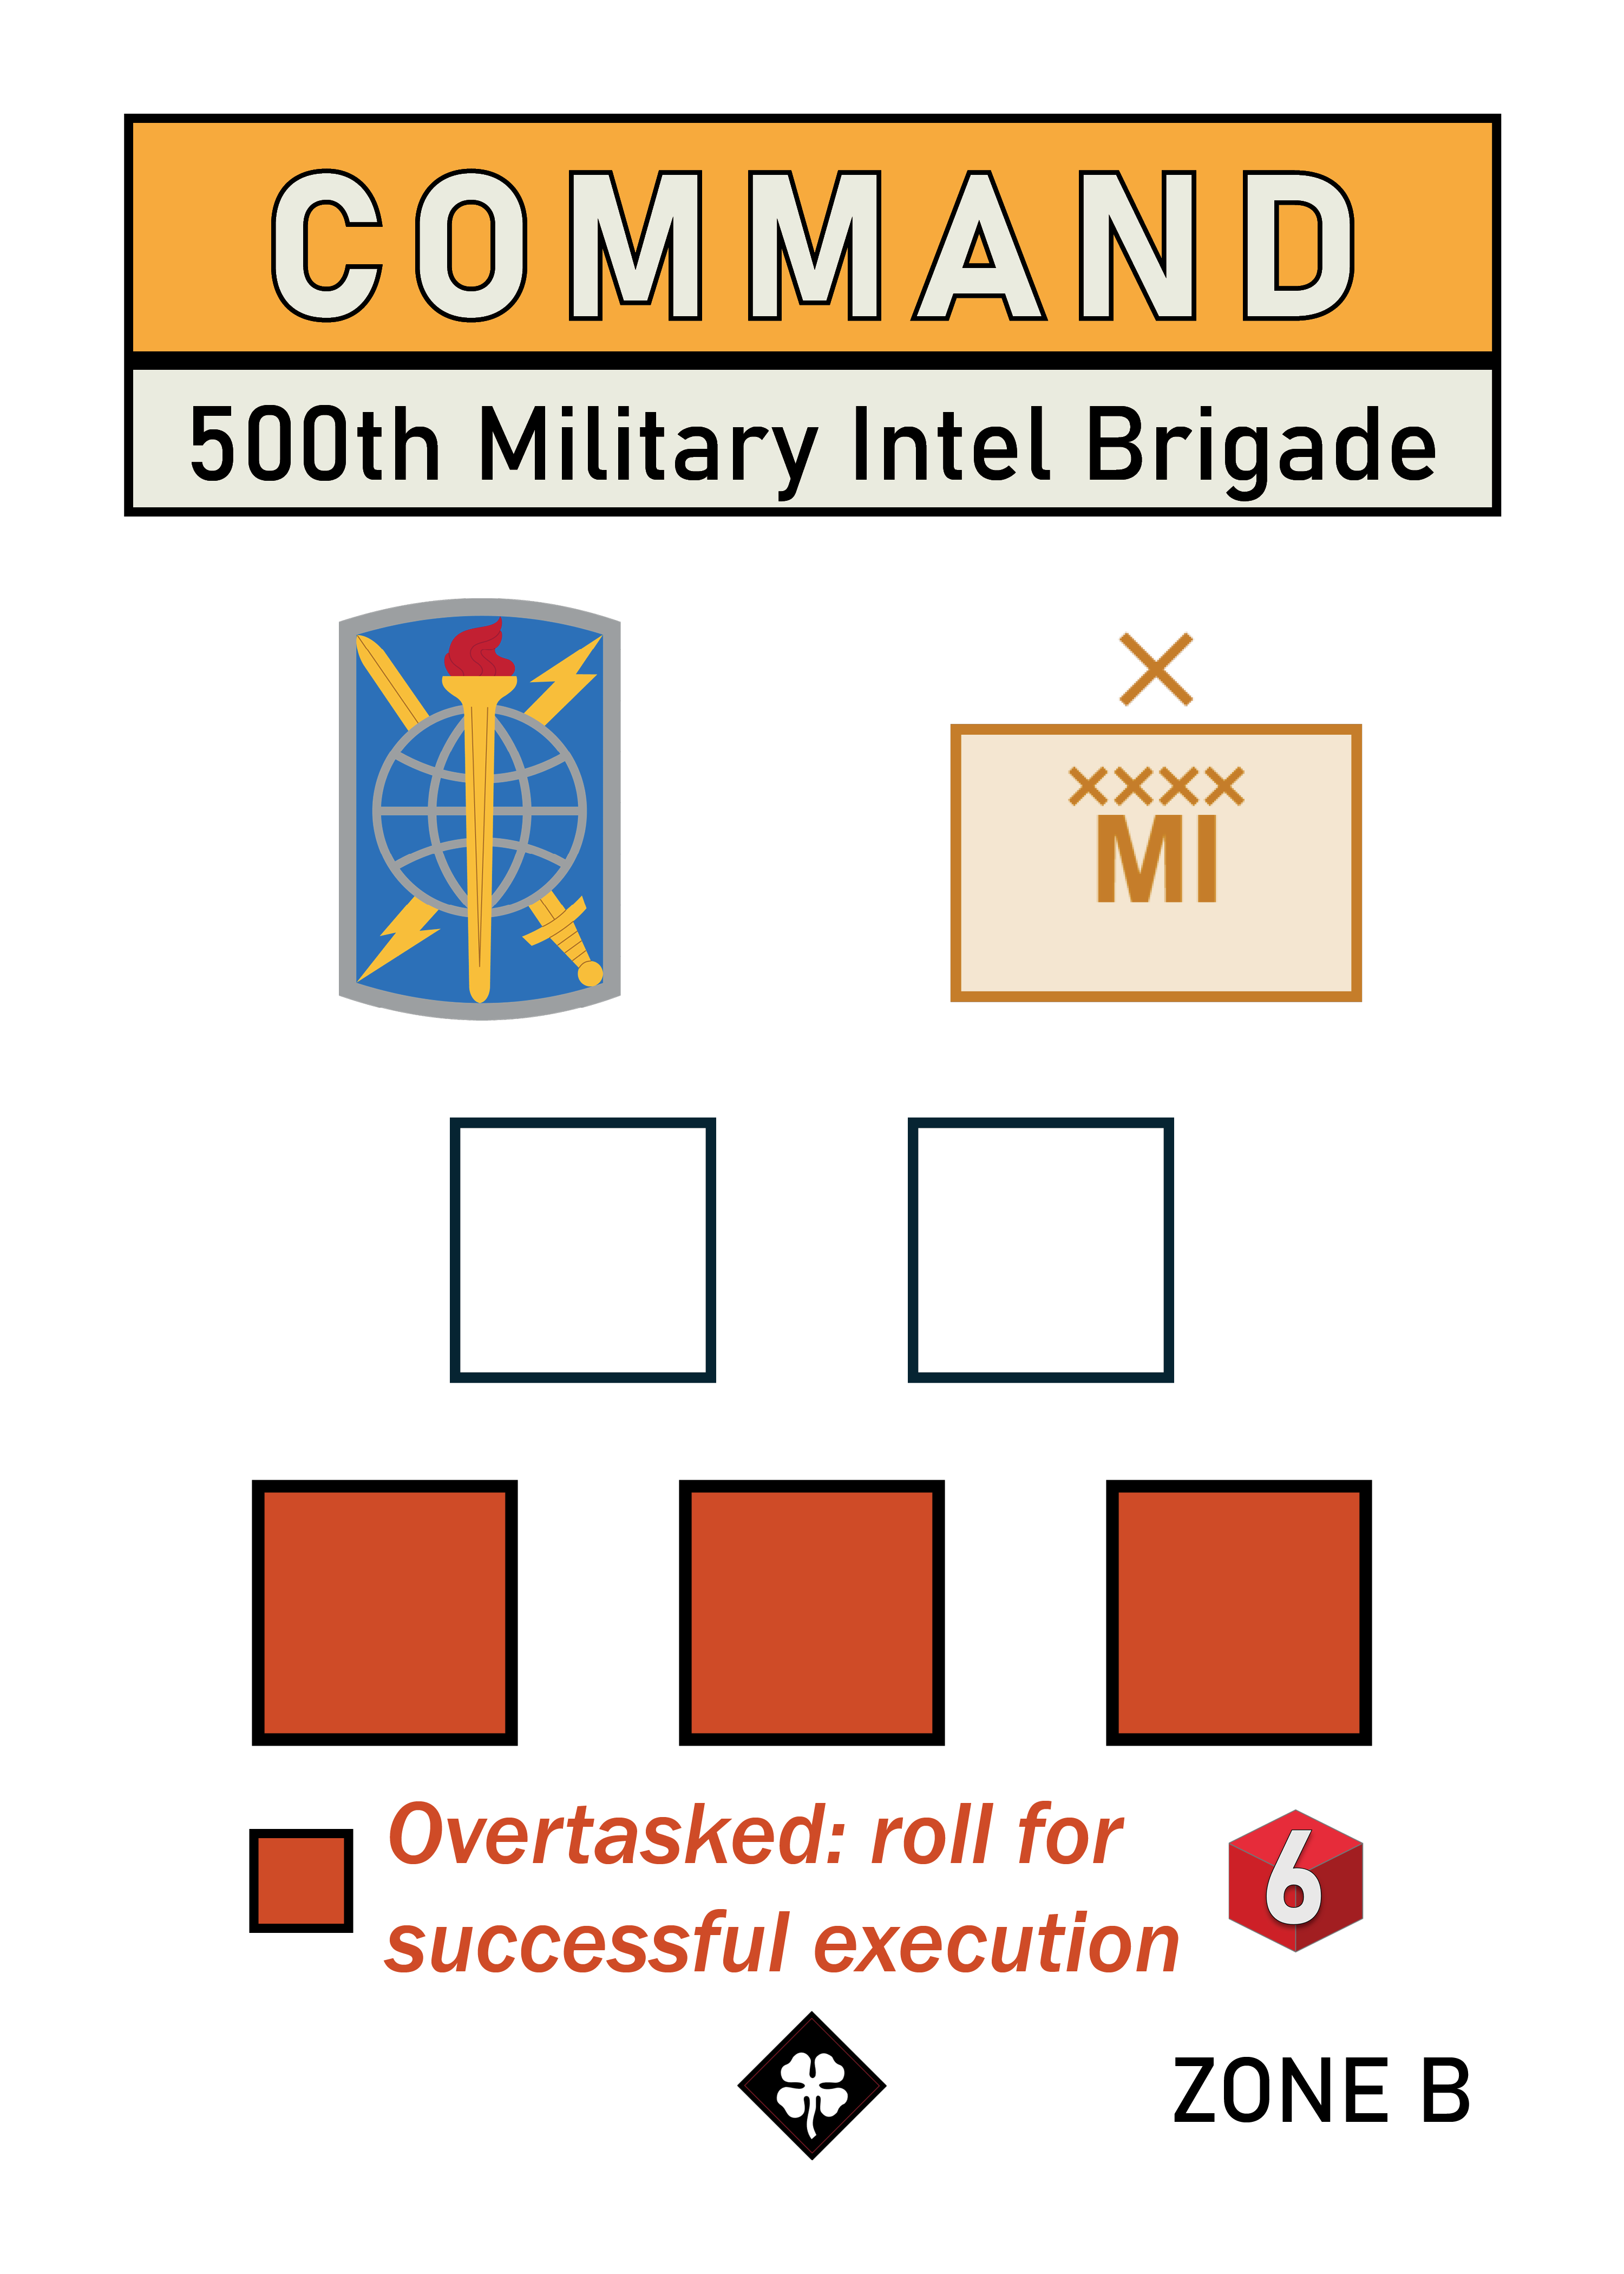 COMMAND
500th Military Intel Brigade
×
××××
MI
Overtasked: roll for
successful execution
6
ZONE B